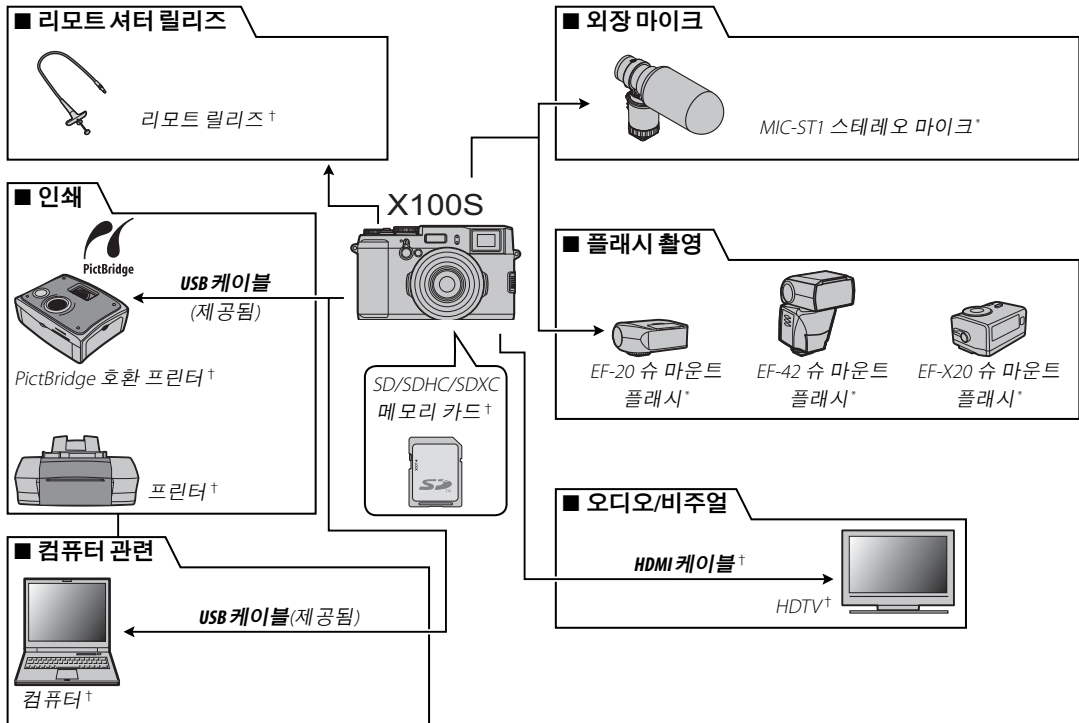 ■ 리모트 셔터 릴리즈
리모트 릴리즈†
■ 외장 마이크
MIC-ST1 스테레오 마이크*
■ 인쇄
PictBridge
USB 케이블
(제공됨)
PictBridge 호환 프린터†
프린터†
X100S
SD/SDHC/SDXC
메모리 카드†
■ 플래시 촬영
EF-20 슈 마운트
플래시*
EF-42 슈 마운트
플래시*
EF-X20 슈 마운트
플래시*
■ 컴퓨터 관련
USB 케이블(제공됨)
컴퓨터†
■ 오디오/비주얼
HDMI 케이블†
HDTV†